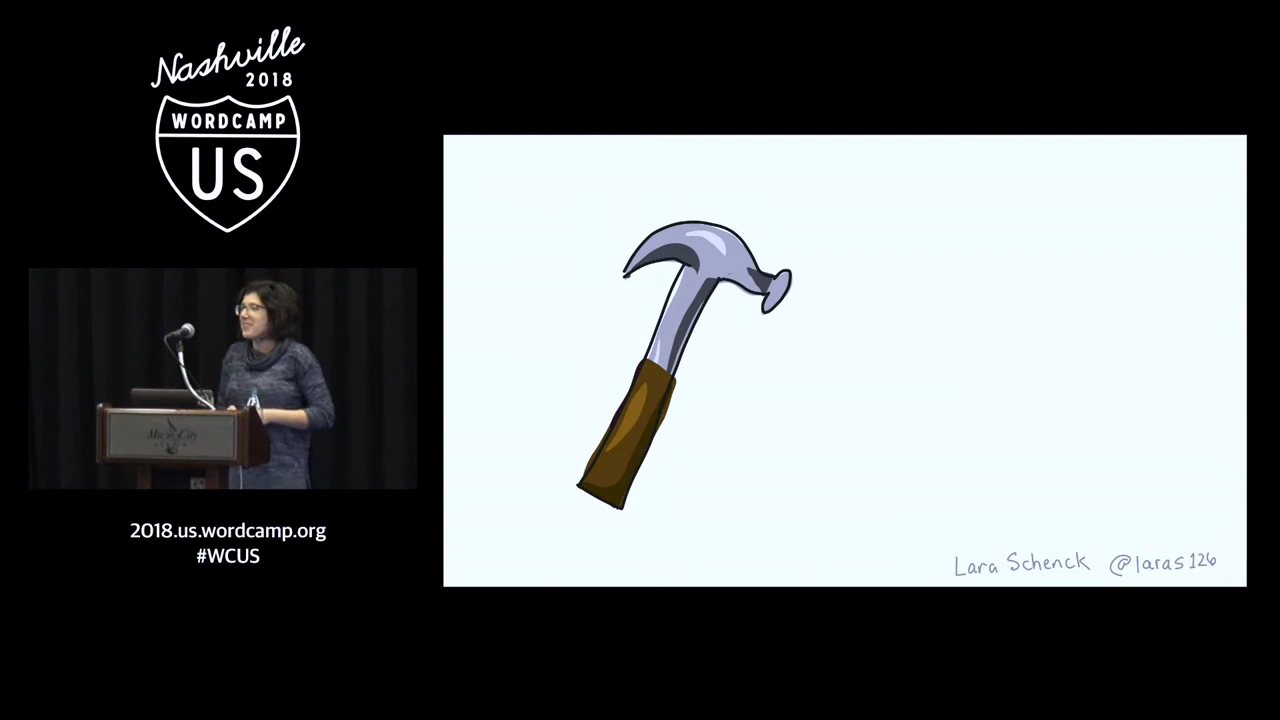 Nashville
2018
WORDCAMP
US
2018.us.wordcamp.org
#WCUS
Lara Schenck @laras126